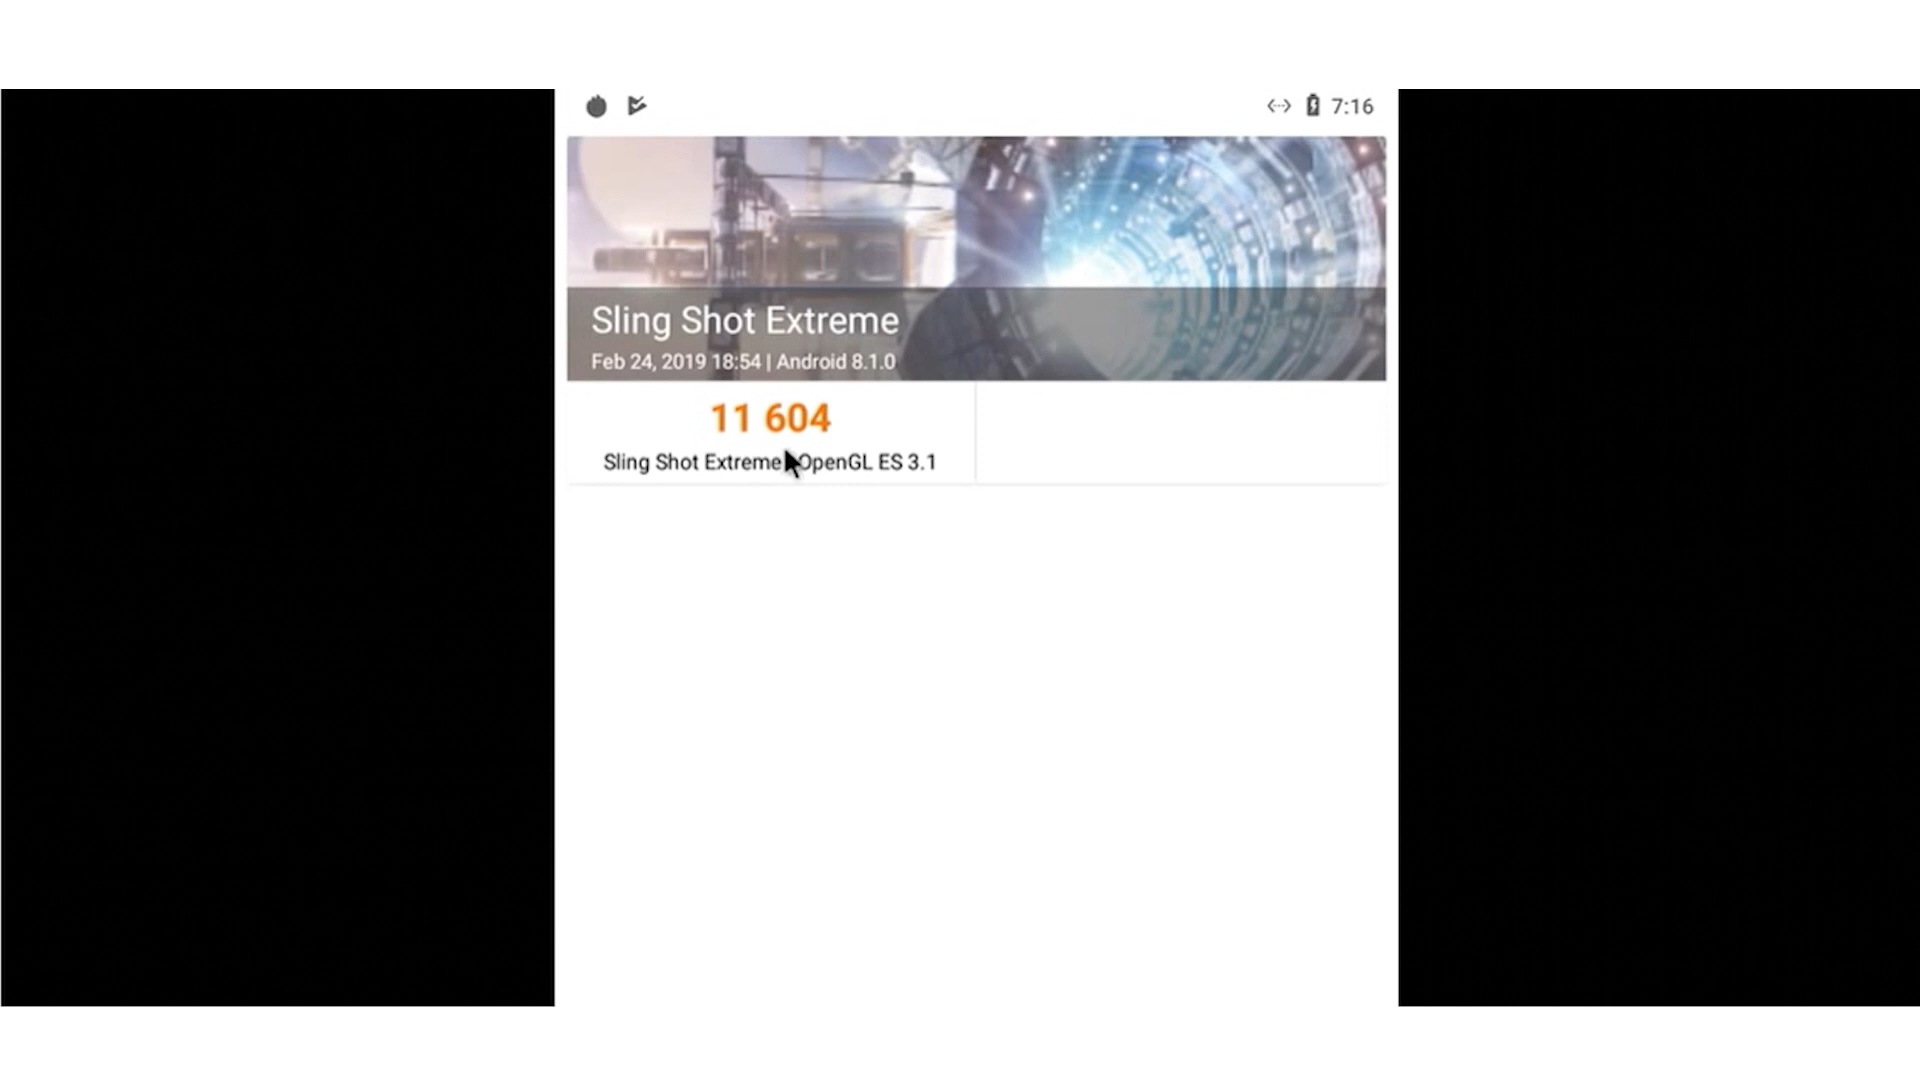 7:16
Sling Shot Extreme
Feb 24, 2019 18:54 | Android 8.1.0
11 604
Sling Shot Extreme OpenGL ES 3.1